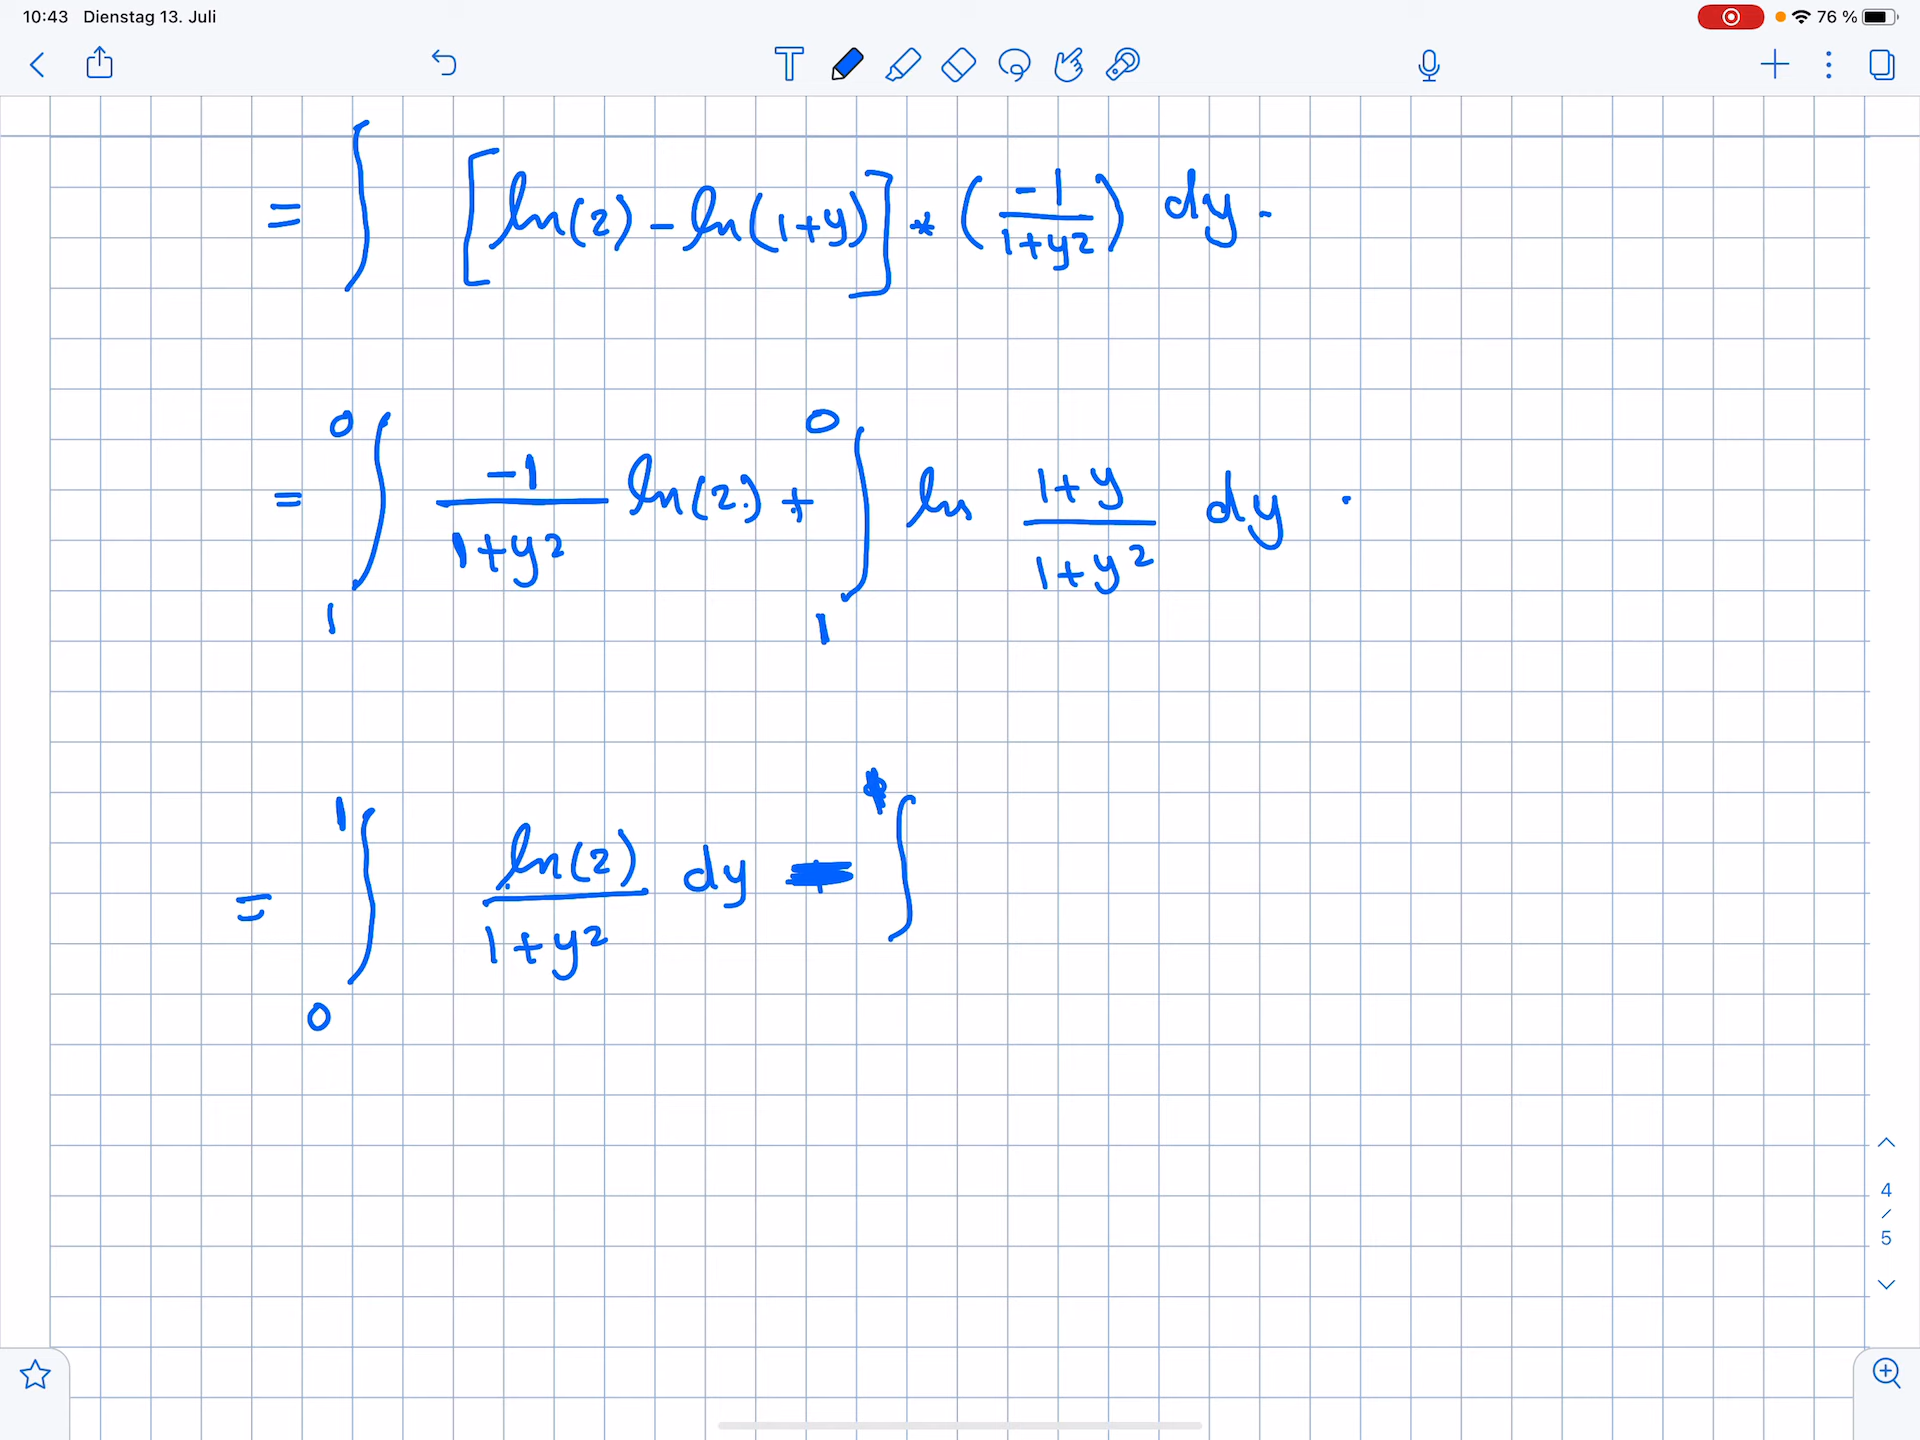 10:43 Dienstag 13. Juli 76 %
T
= ∫ [ln(2) - ln(1+y)] * (-1/(1+y²)) dy.
= ∫₁⁰ -1/(1+y²) ln(2) + ∫₁⁰ ln (1+y)/(1+y²) dy.
= ∫₀¹ ln(2)/(1+y²) dy - ∫
4
/
5